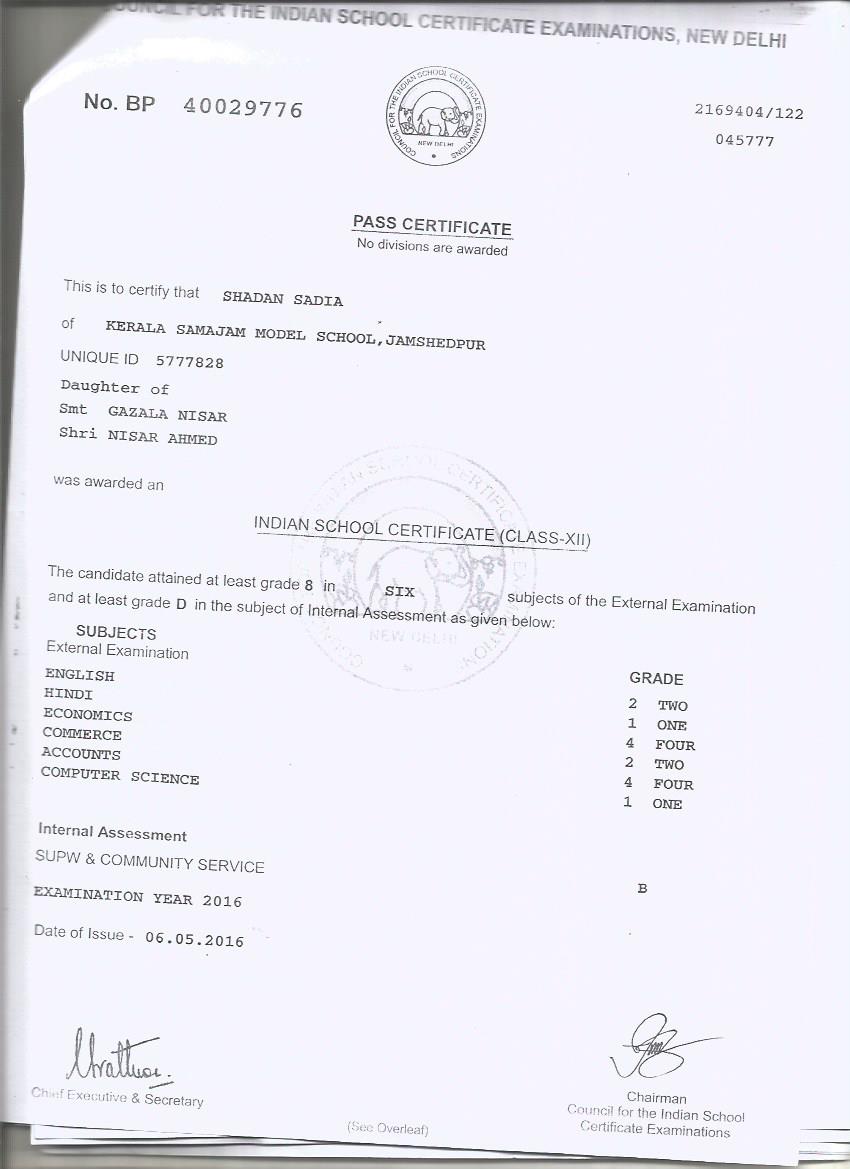 COUNCIL FOR THE INDIAN SCHOOL CERTIFICATE EXAMINATIONS, NEW DELHI
No. BP 40029776
2169404/122
045777
COUNCIL FOR THE INDIAN SCHOOL CERTIFICATE EXAMINATIONS
NEW DELHI
PASS CERTIFICATE
No divisions are awarded
This is to certify that SHADAN SADIA
of KERALA SAMAJAM MODEL SCHOOL,JAMSHEDPUR
UNIQUE ID 5777828
Daughter of
Smt GAZALA NISAR
Shri NISAR AHMED
was awarded an
INDIAN SCHOOL CERTIFICATE (CLASS-XII)
The candidate attained at least grade 8 in SIX subjects of the External Examination
and at least grade D in the subject of Internal Assessment as given below:
NEW DELHI
SUBJECTS
External Examination
GRADE
ENGLISH 2 TWO
HINDI 1 ONE
ECONOMICS 4 FOUR
COMMERCE 2 TWO
ACCOUNTS 4 FOUR
COMPUTER SCIENCE 1 ONE
Internal Assessment
SUPW & COMMUNITY SERVICE B
EXAMINATION YEAR 2016
Date of Issue - 06.05.2016
Chief Executive & Secretary
Chairman
Council for the Indian School
Certificate Examinations
(See Overleaf)